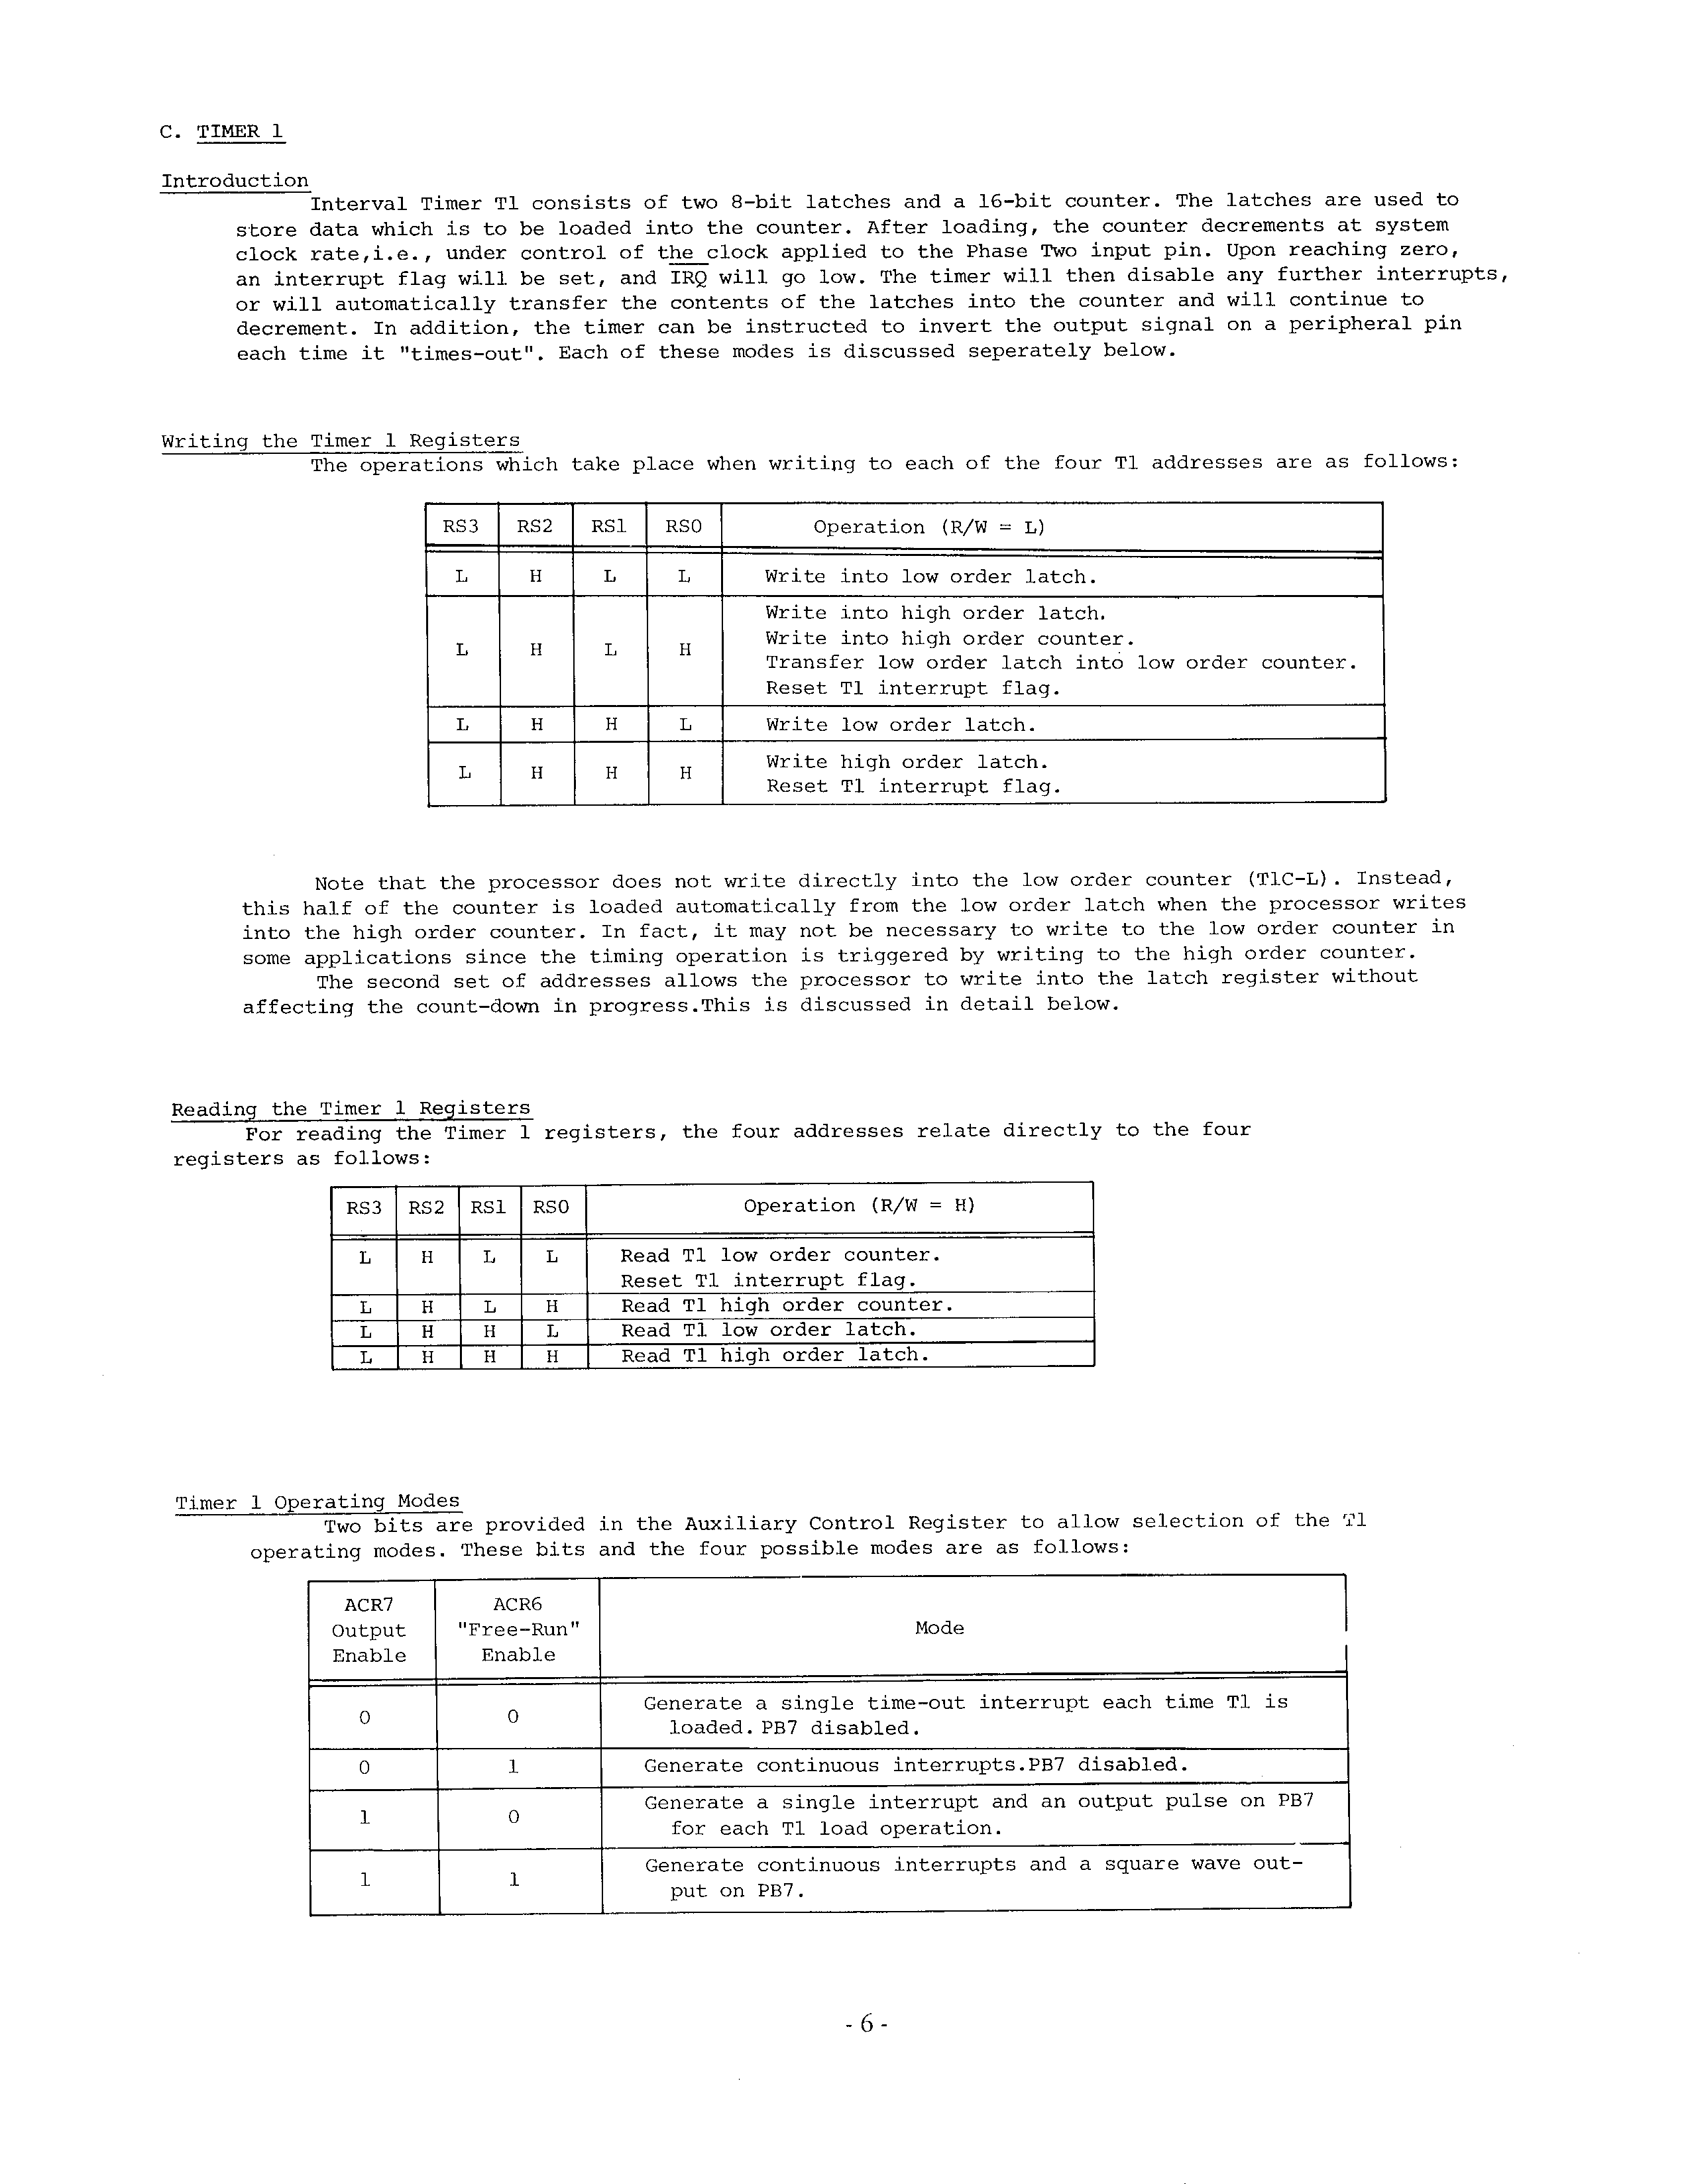 C. TIMER 1
Introduction
Interval Timer T1 consists of two 8-bit latches and a 16-bit counter. The latches are used to
store data which is to be loaded into the counter. After loading, the counter decrements at system
clock rate,i.e., under control of the clock applied to the Phase Two input pin. Upon reaching zero,
an interrupt flag will be set, and IRQ will go low. The timer will then disable any further interrupts,
or will automatically transfer the contents of the latches into the counter and will continue to
decrement. In addition, the timer can be instructed to invert the output signal on a peripheral pin
each time it "times-out". Each of these modes is discussed seperately below.
Writing the Timer 1 Registers
The operations which take place when writing to each of the four T1 addresses are as follows:
RS3 RS2 RS1 RS0 Operation (R/W = L)
L H L L Write into low order latch.
Write into high order latch.
Write into high order counter.
L H L H
Transfer low order latch into low order counter.
Reset T1 interrupt flag.
L H H L Write low order latch.
L H H H Write high order latch.
Reset T1 interrupt flag.
Note that the processor does not write directly into the low order counter (T1C-L). Instead,
this half of the counter is loaded automatically from the low order latch when the processor writes
into the high order counter. In fact, it may not be necessary to write to the low order counter in
some applications since the timing operation is triggered by writing to the high order counter.
The second set of addresses allows the processor to write into the latch register without
affecting the count-down in progress.This is discussed in detail below.
Reading the Timer 1 Registers
For reading the Timer 1 registers, the four addresses relate directly to the four
registers as follows:
RS3 RS2 RS1 RS0 Operation (R/W = H)
L H L L Read T1 low order counter.
Reset T1 interrupt flag.
L H L H Read T1 high order counter.
L H H L Read T1 low order latch.
L H H H Read T1 high order latch.
Timer 1 Operating Modes
Two bits are provided in the Auxiliary Control Register to allow selection of the T1
operating modes. These bits and the four possible modes are as follows:
ACR7 ACR6
Output "Free-Run" Mode
Enable Enable
0 0 Generate a single time-out interrupt each time T1 is
loaded. PB7 disabled.
0 1 Generate continuous interrupts.PB7 disabled.
1 0 Generate a single interrupt and an output pulse on PB7
for each T1 load operation.
1 1 Generate continuous interrupts and a square wave out-
put on PB7.
- 6 -